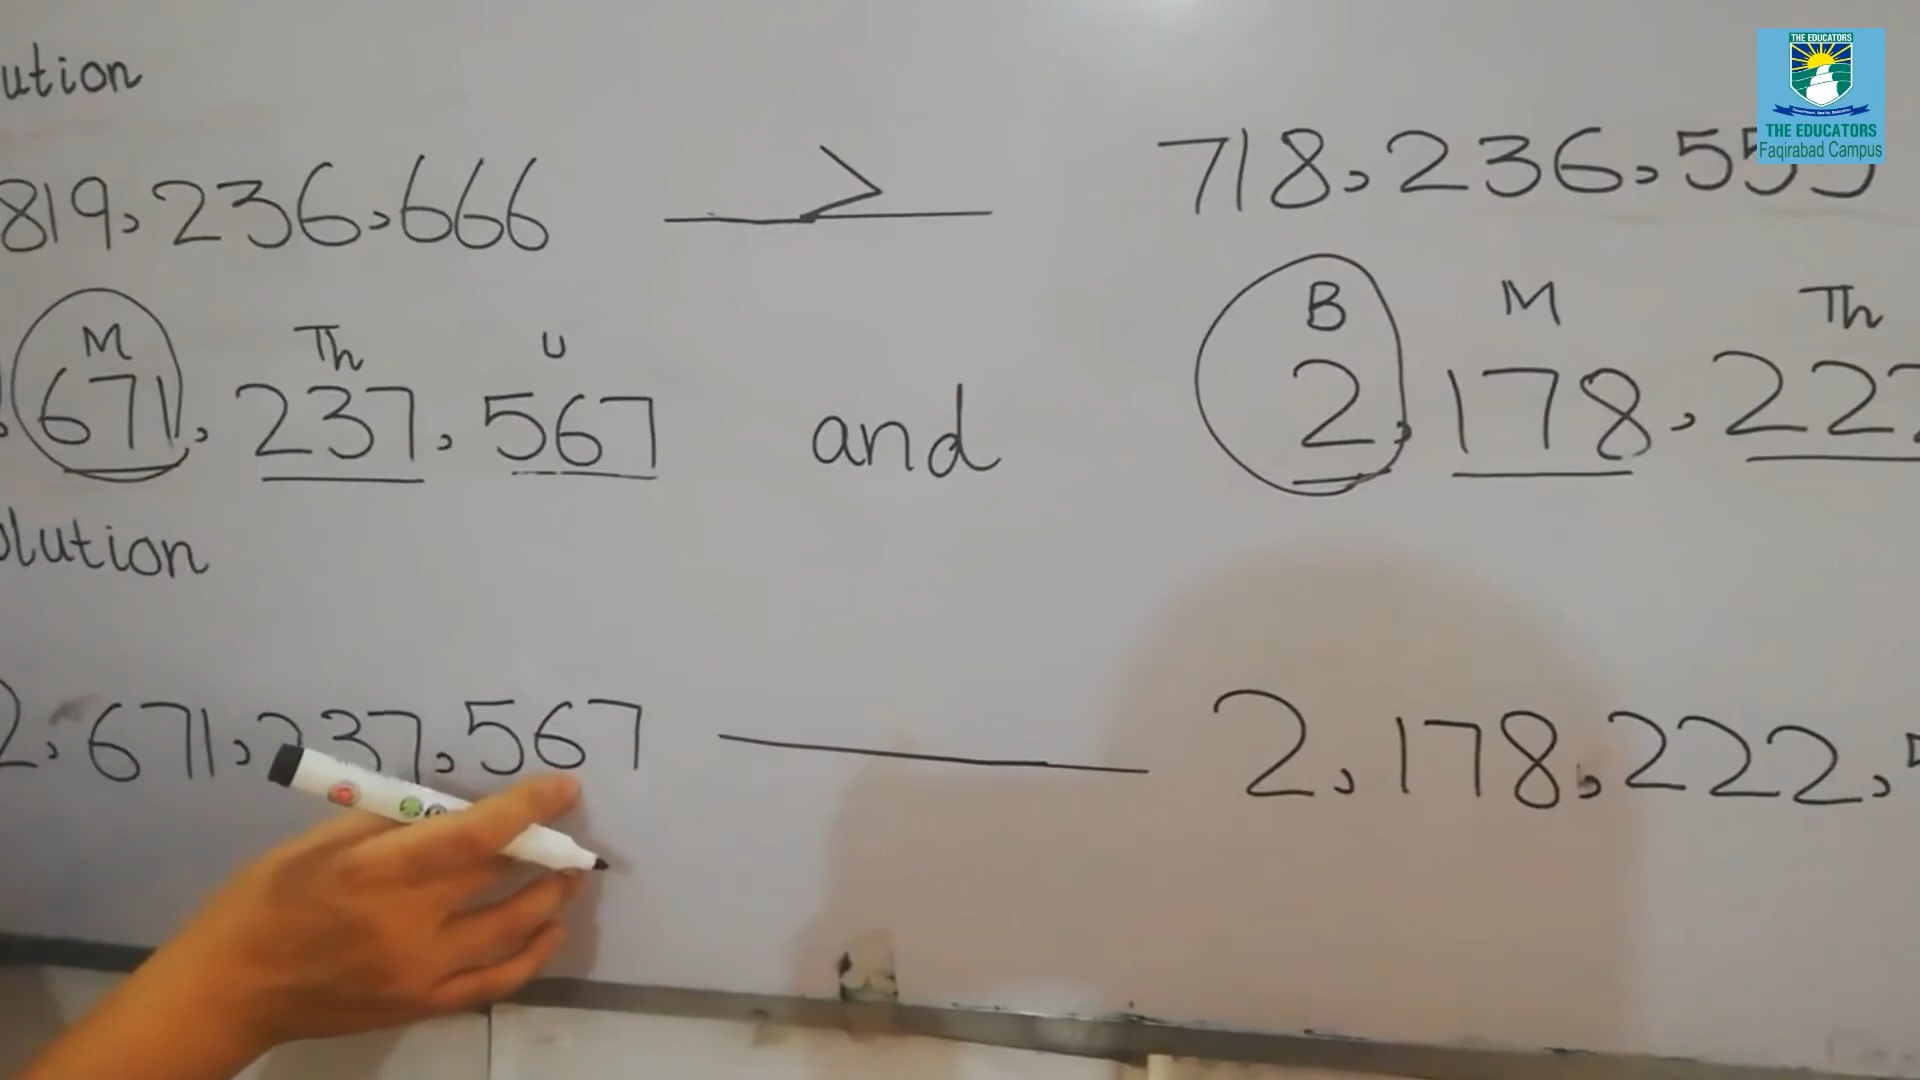 ution
819,236,666 > 718,236,555
M Th U B M Th
671,237,567 and 2,178,222
olution
2,671,237,567 2,178,222,
THE EDUCATORS
THE EDUCATORS
Faqirabad Campus